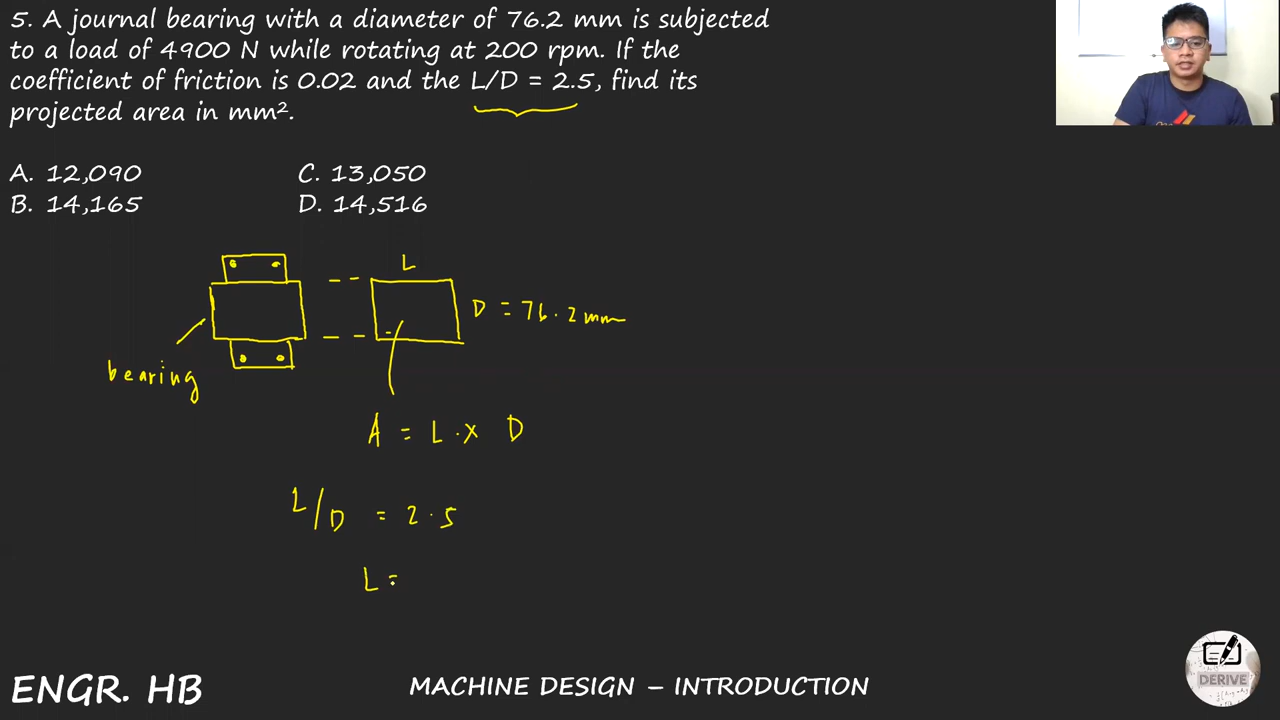 5. A journal bearing with a diameter of 76.2 mm is subjected
to a load of 4900 N while rotating at 200 rpm. If the
coefficient of friction is 0.02 and the L/D = 2.5, find its
projected area in mm².
A. 12,090 C. 13,050
B. 14,165 D. 14,516
L
D = 76.2 mm
bearing
A = L · x D
L/D = 2.5
L =
ENGR. HB
MACHINE DESIGN – INTRODUCTION
DERIVE